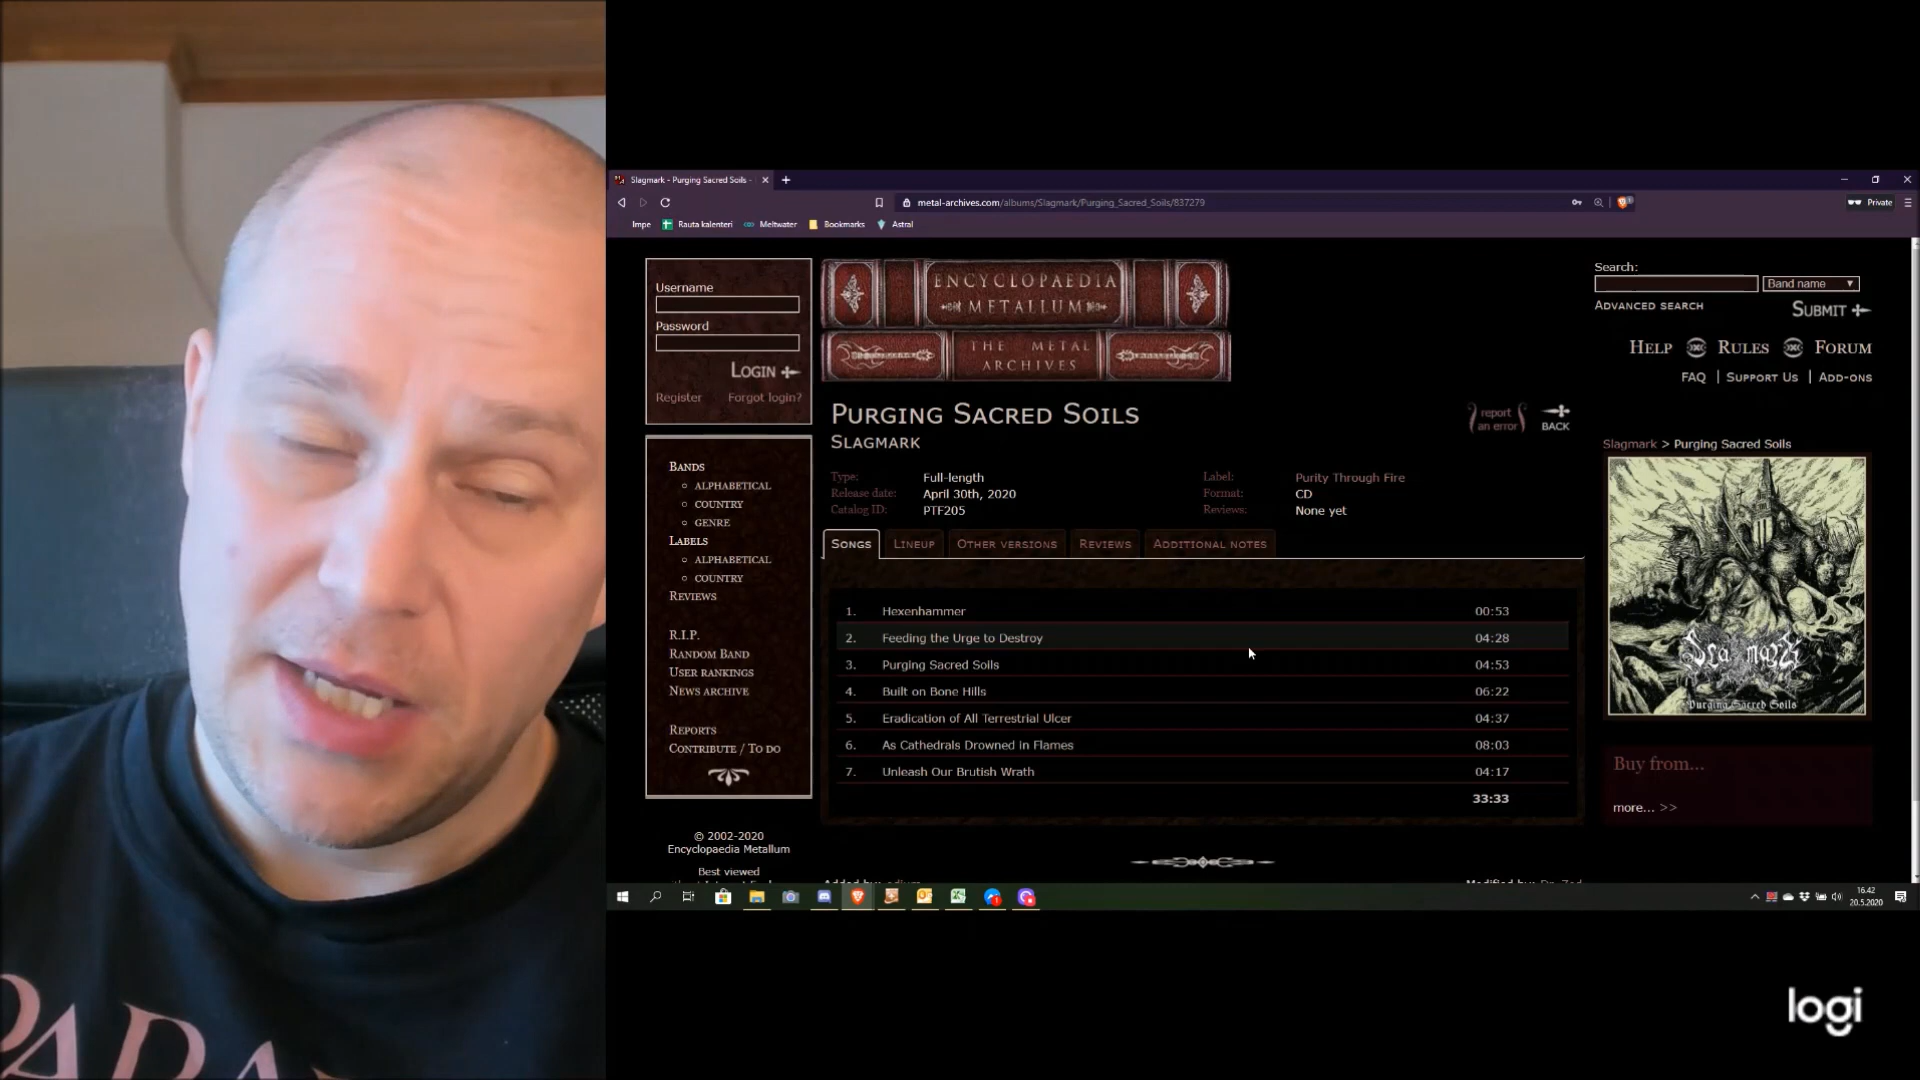 Slagmark - Purging Sacred Soils -
metal-archives.com/albums/Slagmark/Purging_Sacred_Soils/837279
Private
Impe
Rauta kalenteri
Meltwater
Bookmarks
Astral
Username
Password
LOGIN
Register
Forgot login?
ENCYCLOPAEDIA
METALLUM
THE METAL
ARCHIVES
Search:
Band name
ADVANCED SEARCH
SUBMIT
HELP
RULES
FORUM
FAQ | SUPPORT US | ADD-ONS
PURGING SACRED SOILS
SLAGMARK
report
an error
BACK
Type: Full-length
Release date: April 30th, 2020
Catalog ID: PTF205
Label: Purity Through Fire
Format: CD
Reviews: None yet
Slagmark > Purging Sacred Soils
Purging Sacred Soils
BANDS
ALPHABETICAL
COUNTRY
GENRE
LABELS
ALPHABETICAL
COUNTRY
REVIEWS
R.I.P.
RANDOM BAND
USER RANKINGS
NEWS ARCHIVE
REPORTS
CONTRIBUTE / TO DO
SONGS
LINEUP
OTHER VERSIONS
REVIEWS
ADDITIONAL NOTES
1. Hexenhammer 00:53
2. Feeding the Urge to Destroy 04:28
3. Purging Sacred Soils 04:53
4. Built on Bone Hills 06:22
5. Eradication of All Terrestrial Ulcer 04:37
6. As Cathedrals Drowned in Flames 08:03
7. Unleash Our Brutish Wrath 04:17
33:33
Buy from...
more... >>
© 2002-2020
Encyclopaedia Metallum
Best viewed
16.42
20.5.2020
logi